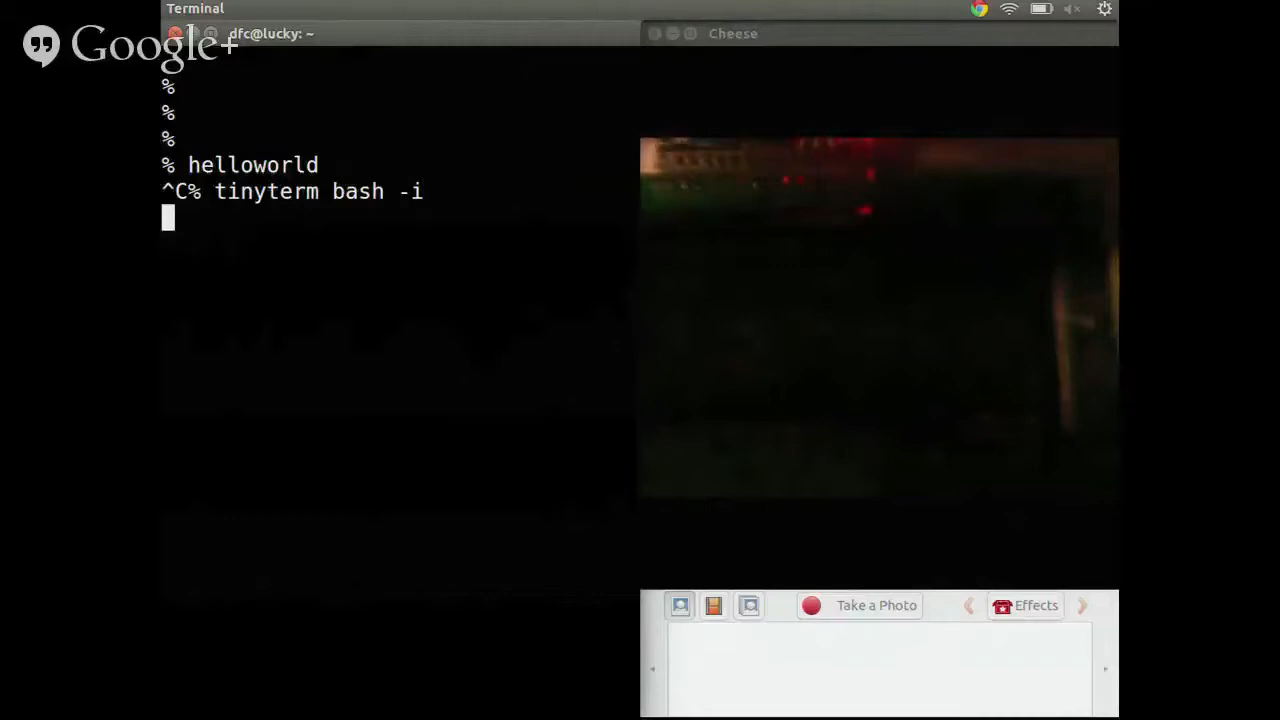 Terminal
Google+
dfc@lucky: ~
Cheese
%
%
%
% helloworld
^C% tinyterm bash -i
Take a Photo
Effects